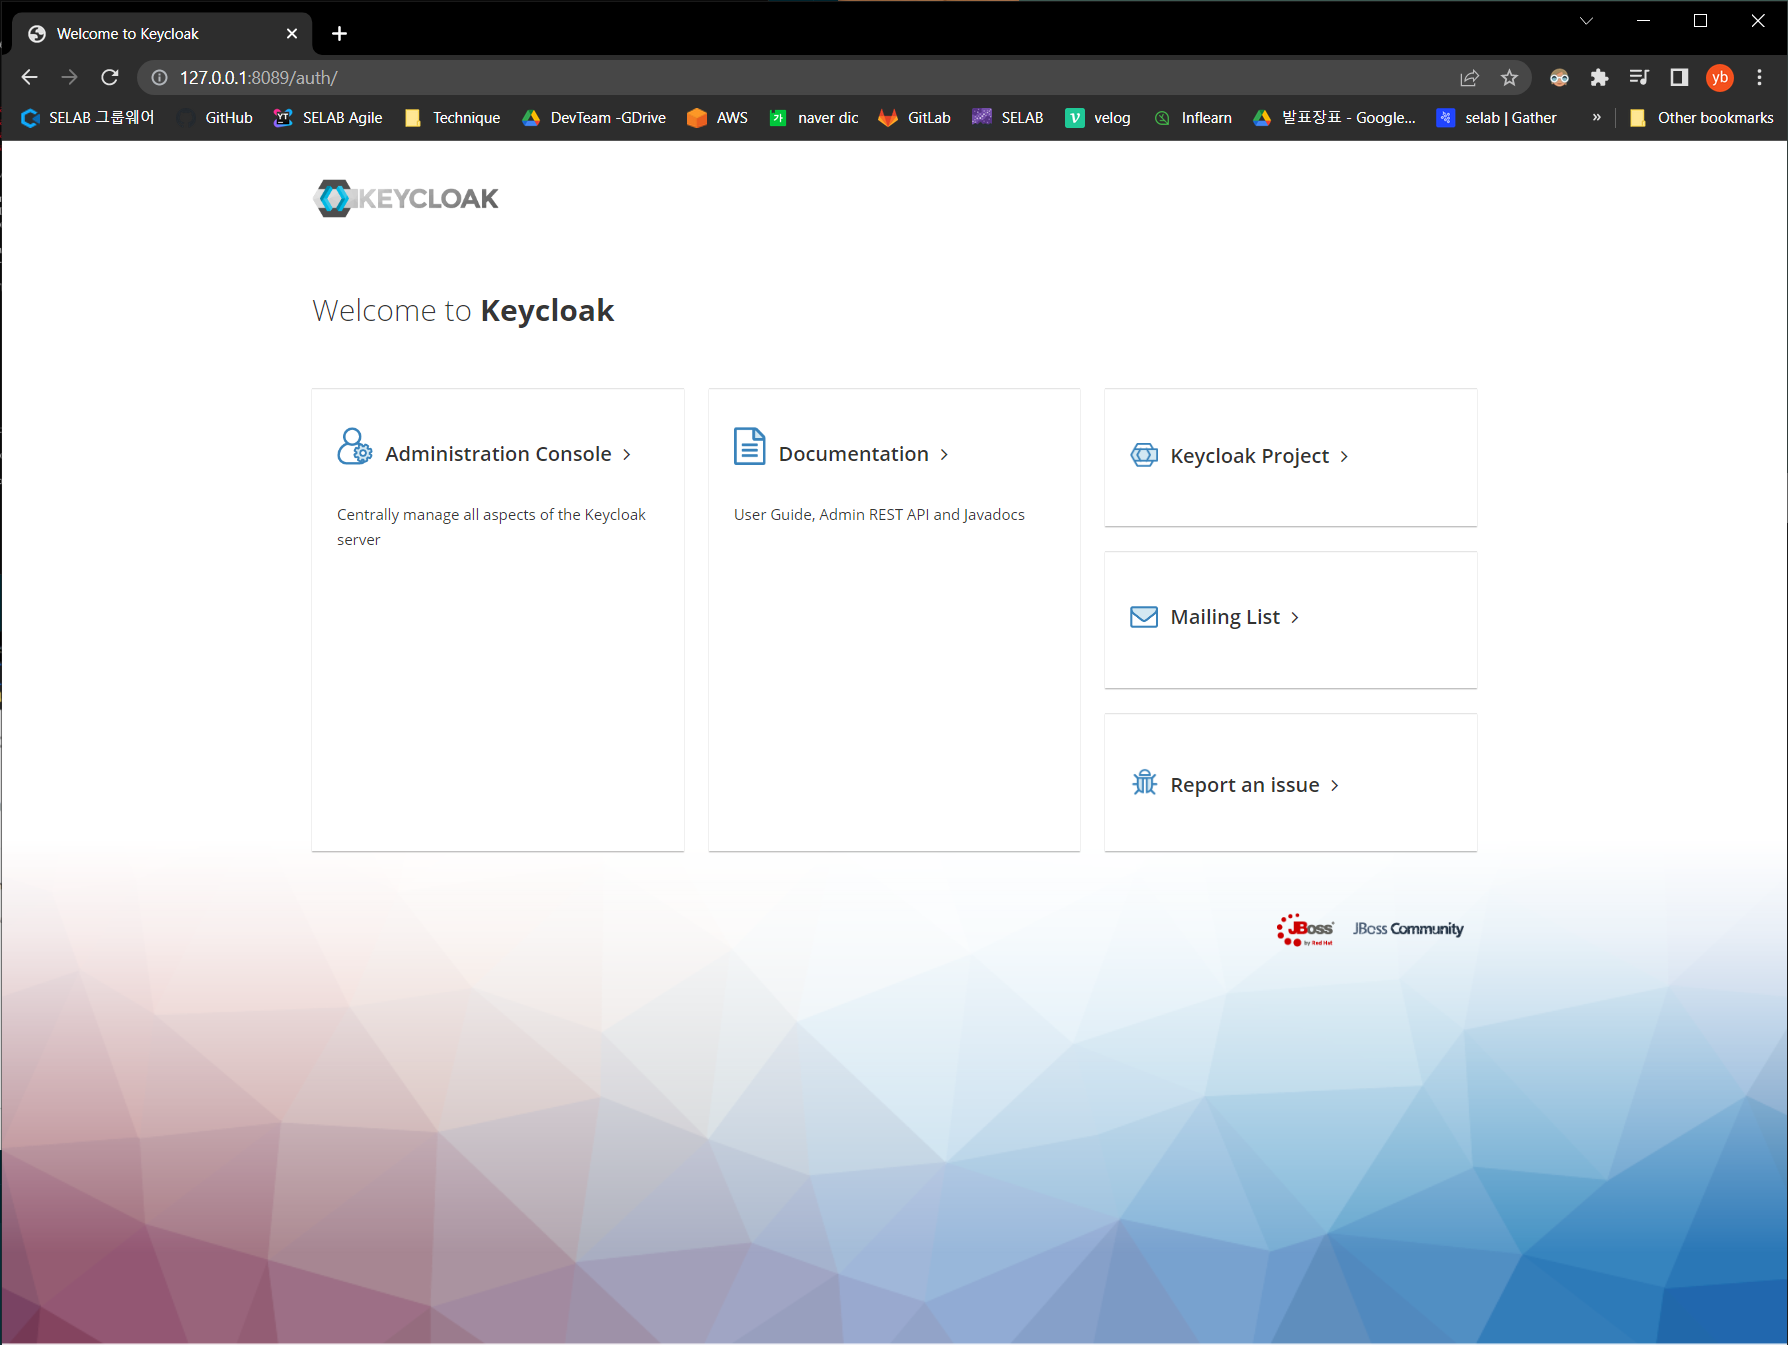 Welcome to Keycloak
127.0.0.1:8089/auth/
yb
SELAB 그룹웨어 GitHub SELAB Agile Technique DevTeam -GDrive AWS naver dic GitLab SELAB velog Inflearn 발표장표 - Google... selab | Gather » Other bookmarks
KEYCLOAK
Welcome to Keycloak
Administration Console
Centrally manage all aspects of the Keycloak
server
Documentation
User Guide, Admin REST API and Javadocs
Keycloak Project
Mailing List
Report an issue
JBoss by Red Hat
JBoss Community